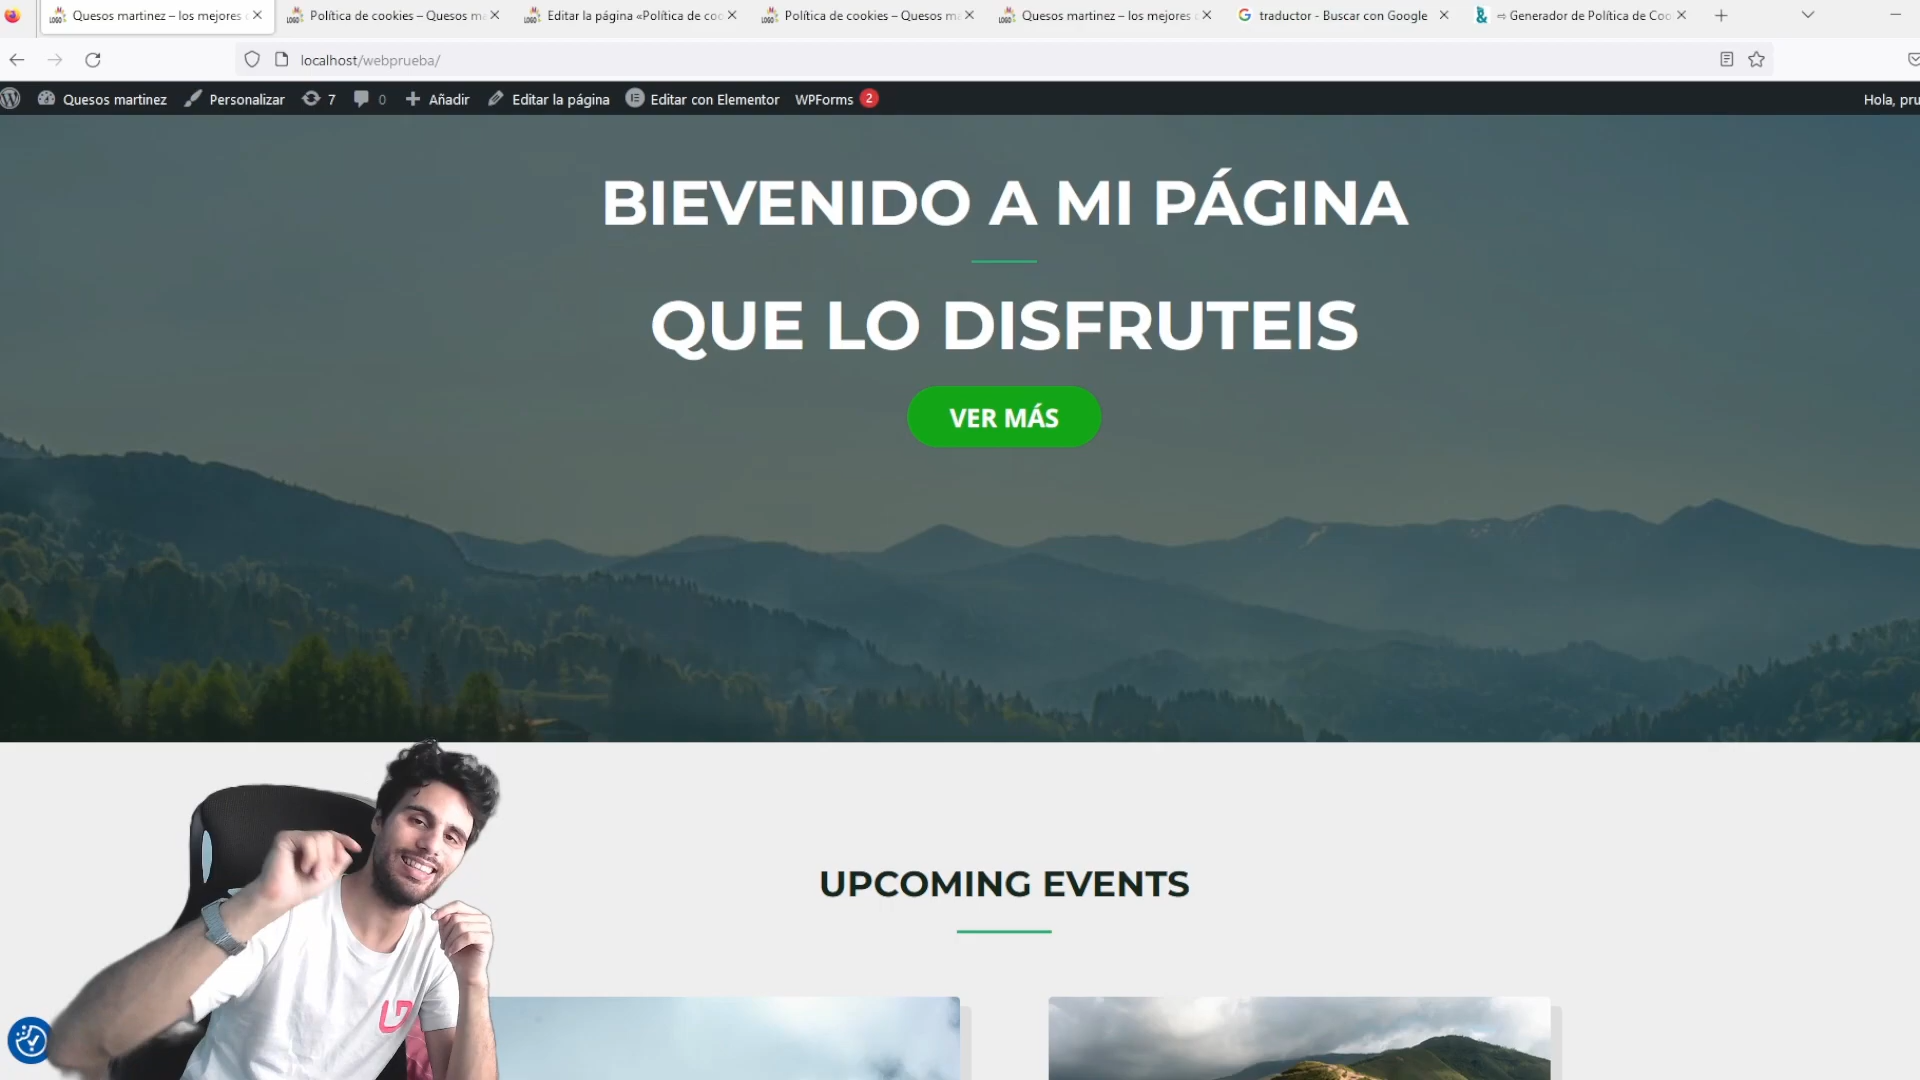 Quesos martinez – los mejores
Política de cookies – Quesos m
Editar la página «Política de coo
Política de cookies – Quesos ma
Quesos martinez – los mejores
traductor - Buscar con Google
⇨ Generador de Política de Coo
localhost/webprueba/
Quesos martinez
Personalizar
7
0
Añadir
Editar la página
Editar con Elementor
WPForms 2
Hola, pru
BIEVENIDO A MI PÁGINA
QUE LO DISFRUTEIS
VER MÁS
UPCOMING EVENTS